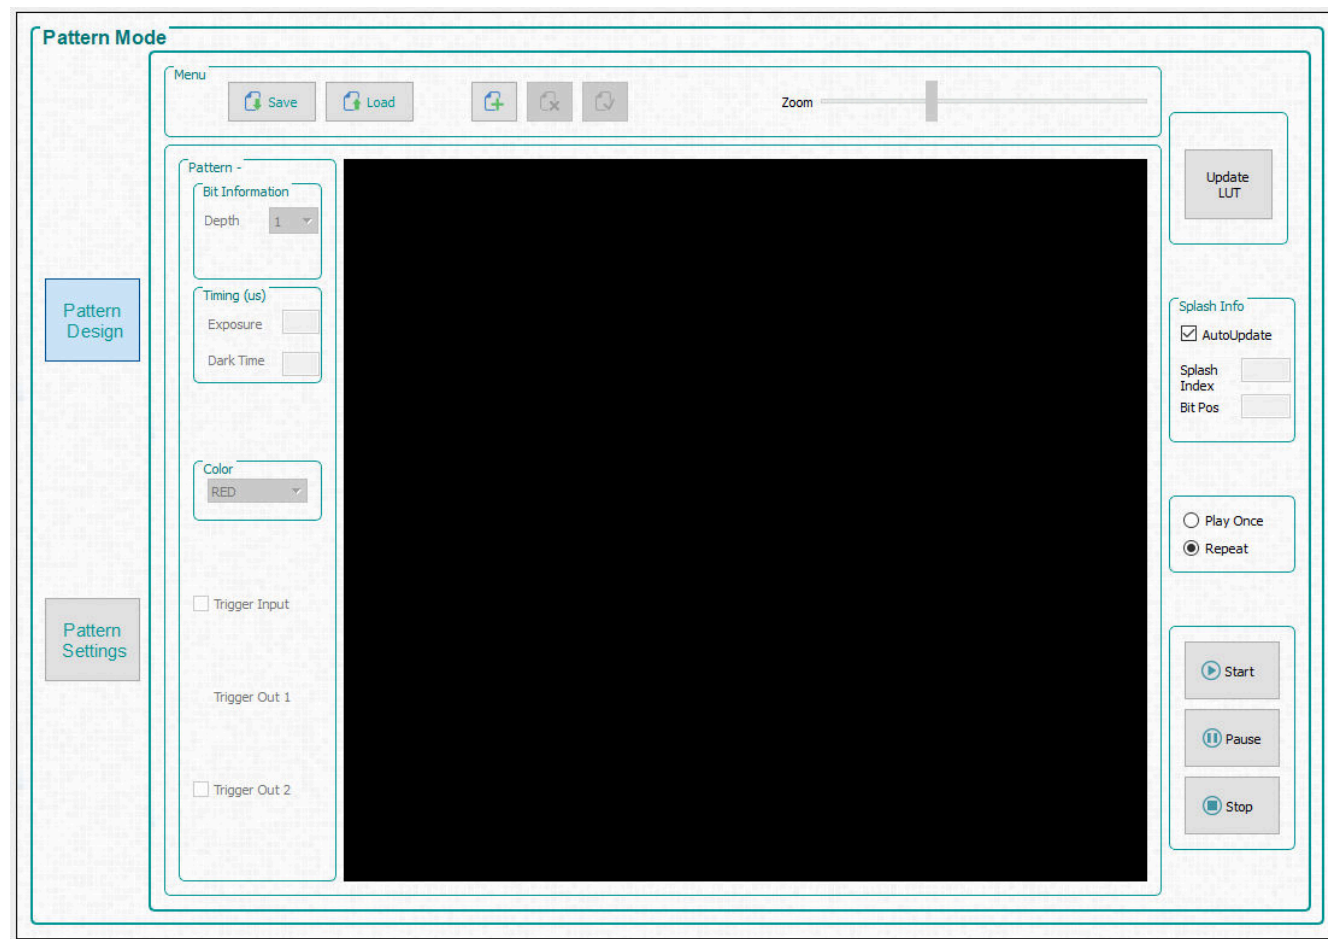 Pattern Mode
Menu
Save
Load
Zoom
Pattern
Design
Pattern
Settings
Pattern -
Bit Information
Depth
1
Timing (us)
Exposure
Dark Time
Color
RED
Trigger Input
Trigger Out 1
Trigger Out 2
Update
LUT
Splash Info
AutoUpdate
Splash
Index
Bit Pos
Play Once
Repeat
Start
Pause
Stop